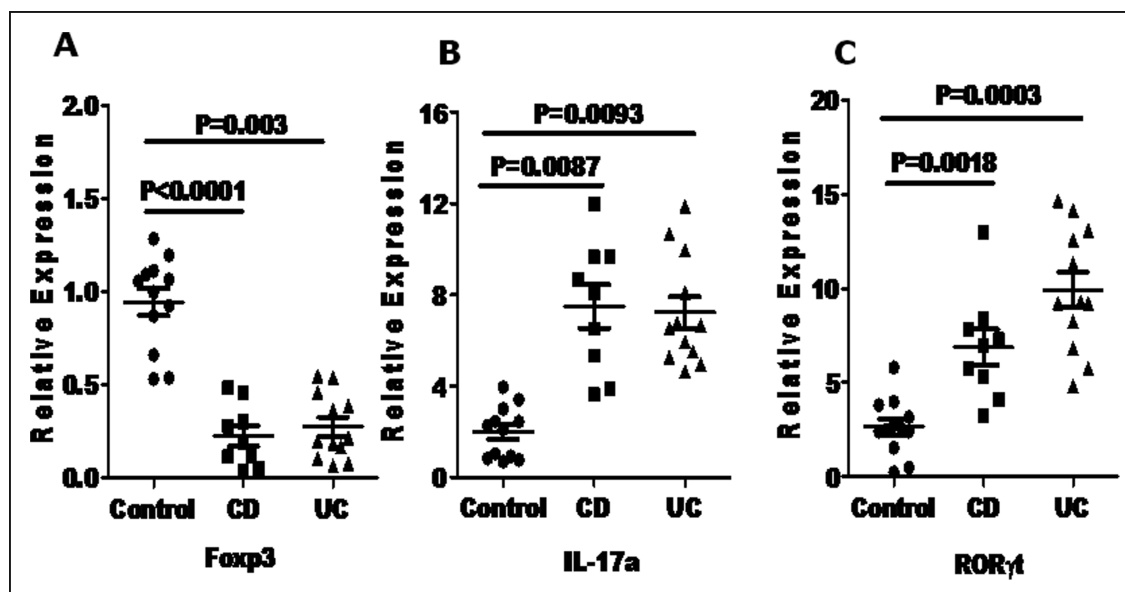 A
2.0
1.5
1.0
0.5
0.0
Relative Expression
P=0.003
P<0.0001
Control CD UC
Foxp3
B
16
12
8
4
0
Relative Expression
P=0.0093
P=0.0087
Control CD UC
IL-17a
C
20
15
10
5
0
Relative Expression
P=0.0003
P=0.0018
Control CD UC
RORγt